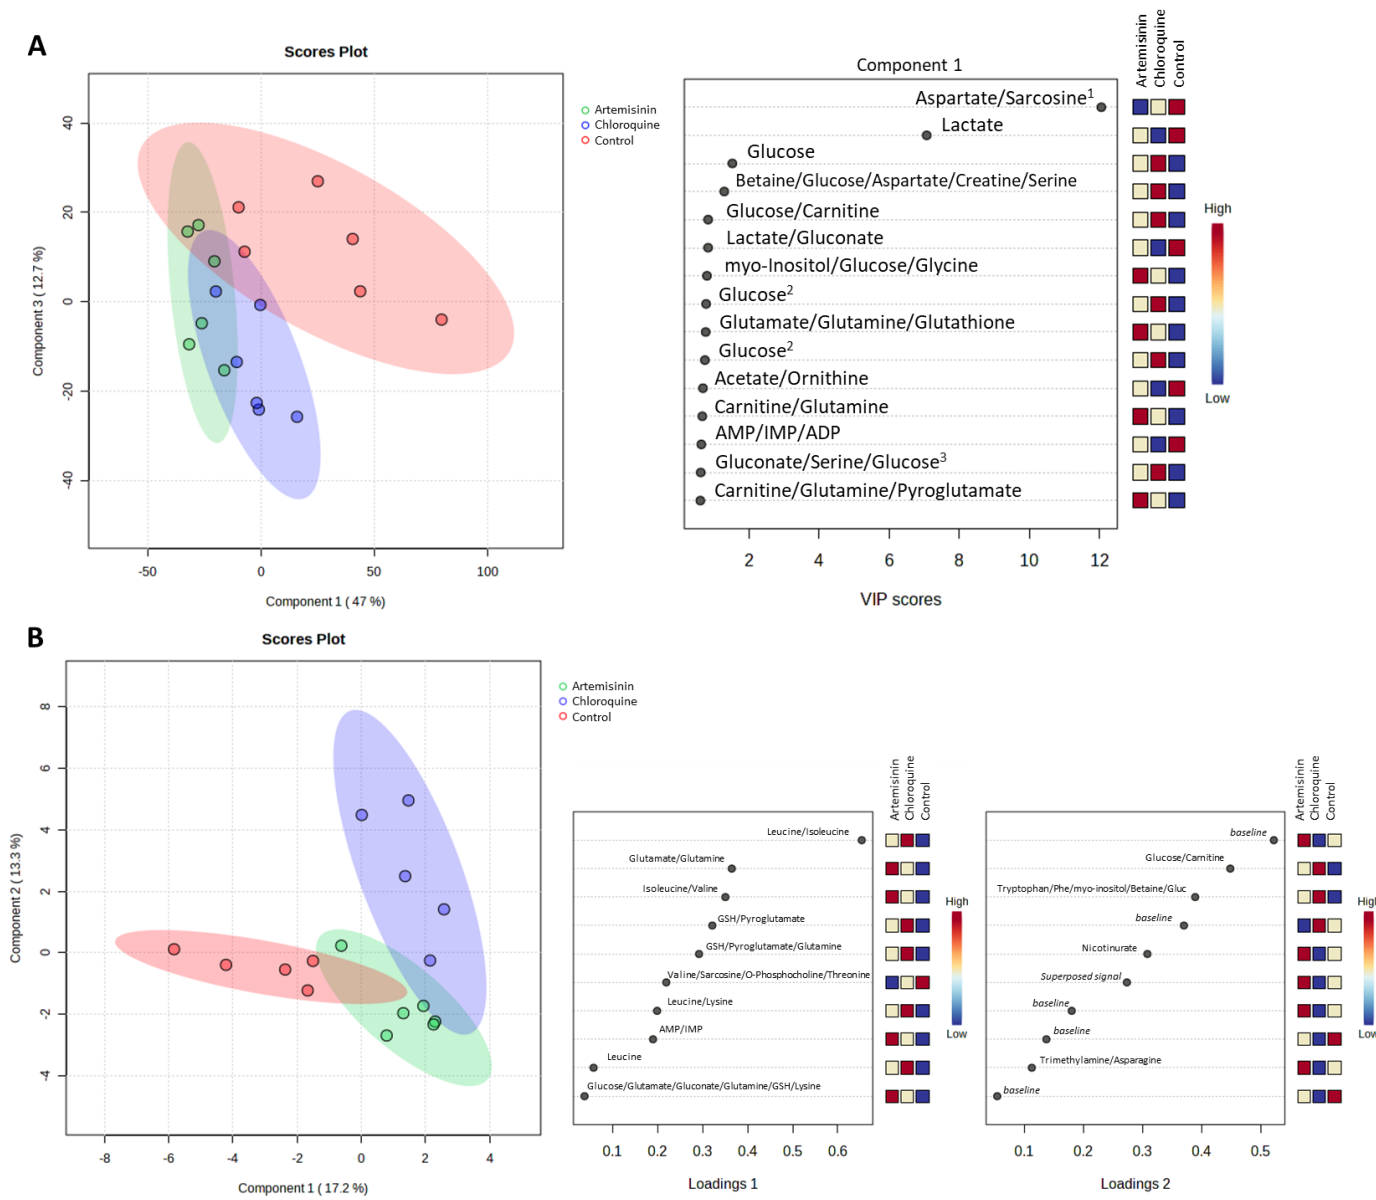 A
Scores Plot
Component 3 ( 12.7 %)
40
20
0
-20
-40
-50
0
50
100
Component 1 ( 47 %)
Artemisinin
Chloroquine
Control
Component 1
Artemisinin
Chloroquine
Control
Aspartate/Sarcosine¹
Lactate
Glucose
Betaine/Glucose/Aspartate/Creatine/Serine
Glucose/Carnitine
Lactate/Gluconate
myo-Inositol/Glucose/Glycine
Glucose²
Glutamate/Glutamine/Glutathione
Glucose²
Acetate/Ornithine
Carnitine/Glutamine
AMP/IMP/ADP
Gluconate/Serine/Glucose³
Carnitine/Glutamine/Pyroglutamate
2
4
6
8
10
12
VIP scores
High
Low
B
Scores Plot
Component 2 ( 13.3 %)
8
6
4
2
0
-2
-4
-8
-6
-4
-2
0
2
4
Component 1 ( 17.2 %)
Artemisinin
Chloroquine
Control
Artemisinin
Chloroquine
Control
Leucine/Isoleucine
Glutamate/Glutamine
Isoleucine/Valine
GSH/Pyroglutamate
GSH/Pyroglutamate/Glutamine
Valine/Sarcosine/O-Phosphocholine/Threonine
Leucine/Lysine
AMP/IMP
Leucine
Glucose/Glutamate/Gluconate/Glutamine/GSH/Lysine
0.1
0.2
0.3
0.4
0.5
0.6
Loadings 1
High
Low
Artemisinin
Chloroquine
Control
baseline
Glucose/Carnitine
Tryptophan/Phe/myo-inositol/Betaine/Gluc
baseline
Nicotinurate
Superposed signal
baseline
baseline
Trimethylamine/Asparagine
baseline
0.1
0.2
0.3
0.4
0.5
Loadings 2
High
Low